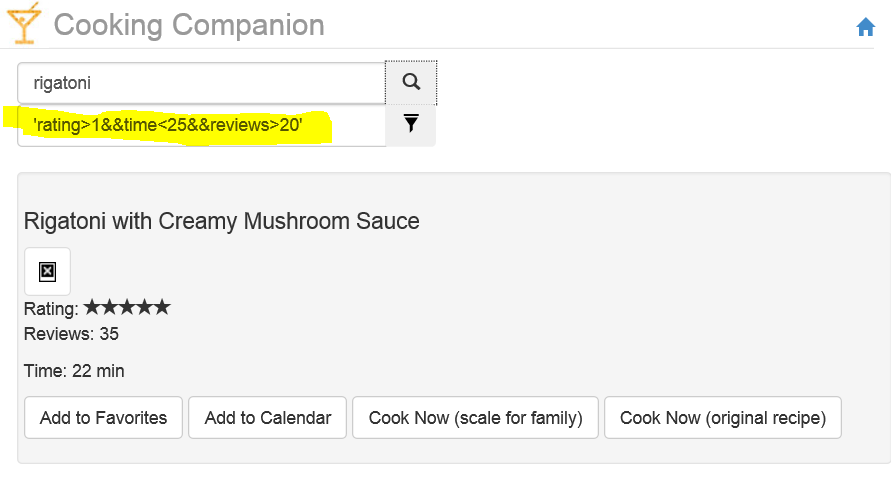 Cooking Companion
rigatoni
'rating>1&&time<25&&reviews>20'
Rigatoni with Creamy Mushroom Sauce
Rating: ★★★★★
Reviews: 35
Time: 22 min
Add to Favorites Add to Calendar Cook Now (scale for family) Cook Now (original recipe)